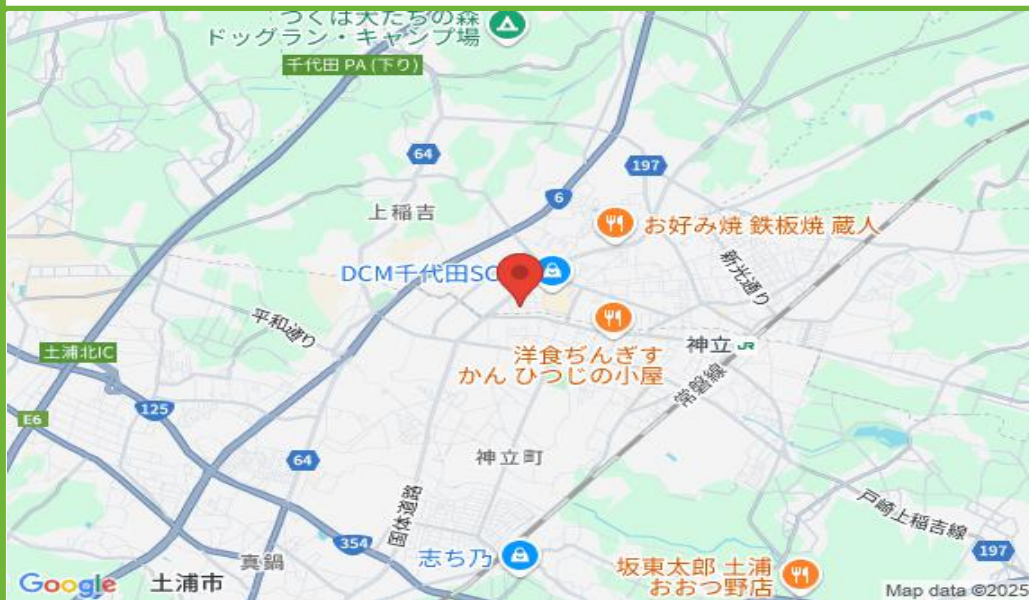 つくば犬たちの森
ドッグラン・キャンプ場
千代田 PA (下り)
64
197
6
上稲吉
お好み焼 鉄板焼 蔵人
DCM千代田SC
新光通り
平和通り
洋食ぢんぎす
かん ひつじの小屋
神立 JR
土浦北IC
常磐線
125
E6
64
神立町
国体道路
戸崎上稲吉線
354
197
真鍋
志ち乃
坂東太郎 土浦
おおつ野店
Google
土浦市
Map data ©2025